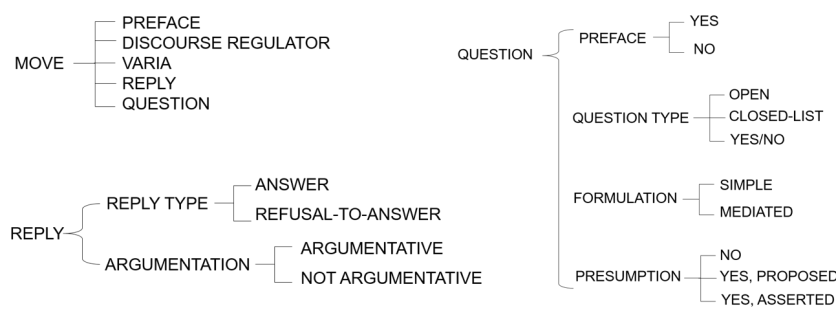 MOVE
PREFACE
DISCOURSE REGULATOR
VARIA
REPLY
QUESTION
REPLY
REPLY TYPE
ANSWER
REFUSAL-TO-ANSWER
ARGUMENTATION
ARGUMENTATIVE
NOT ARGUMENTATIVE
QUESTION
PREFACE
YES
NO
QUESTION TYPE
OPEN
CLOSED-LIST
YES/NO
FORMULATION
SIMPLE
MEDIATED
PRESUMPTION
NO
YES, PROPOSED
YES, ASSERTED